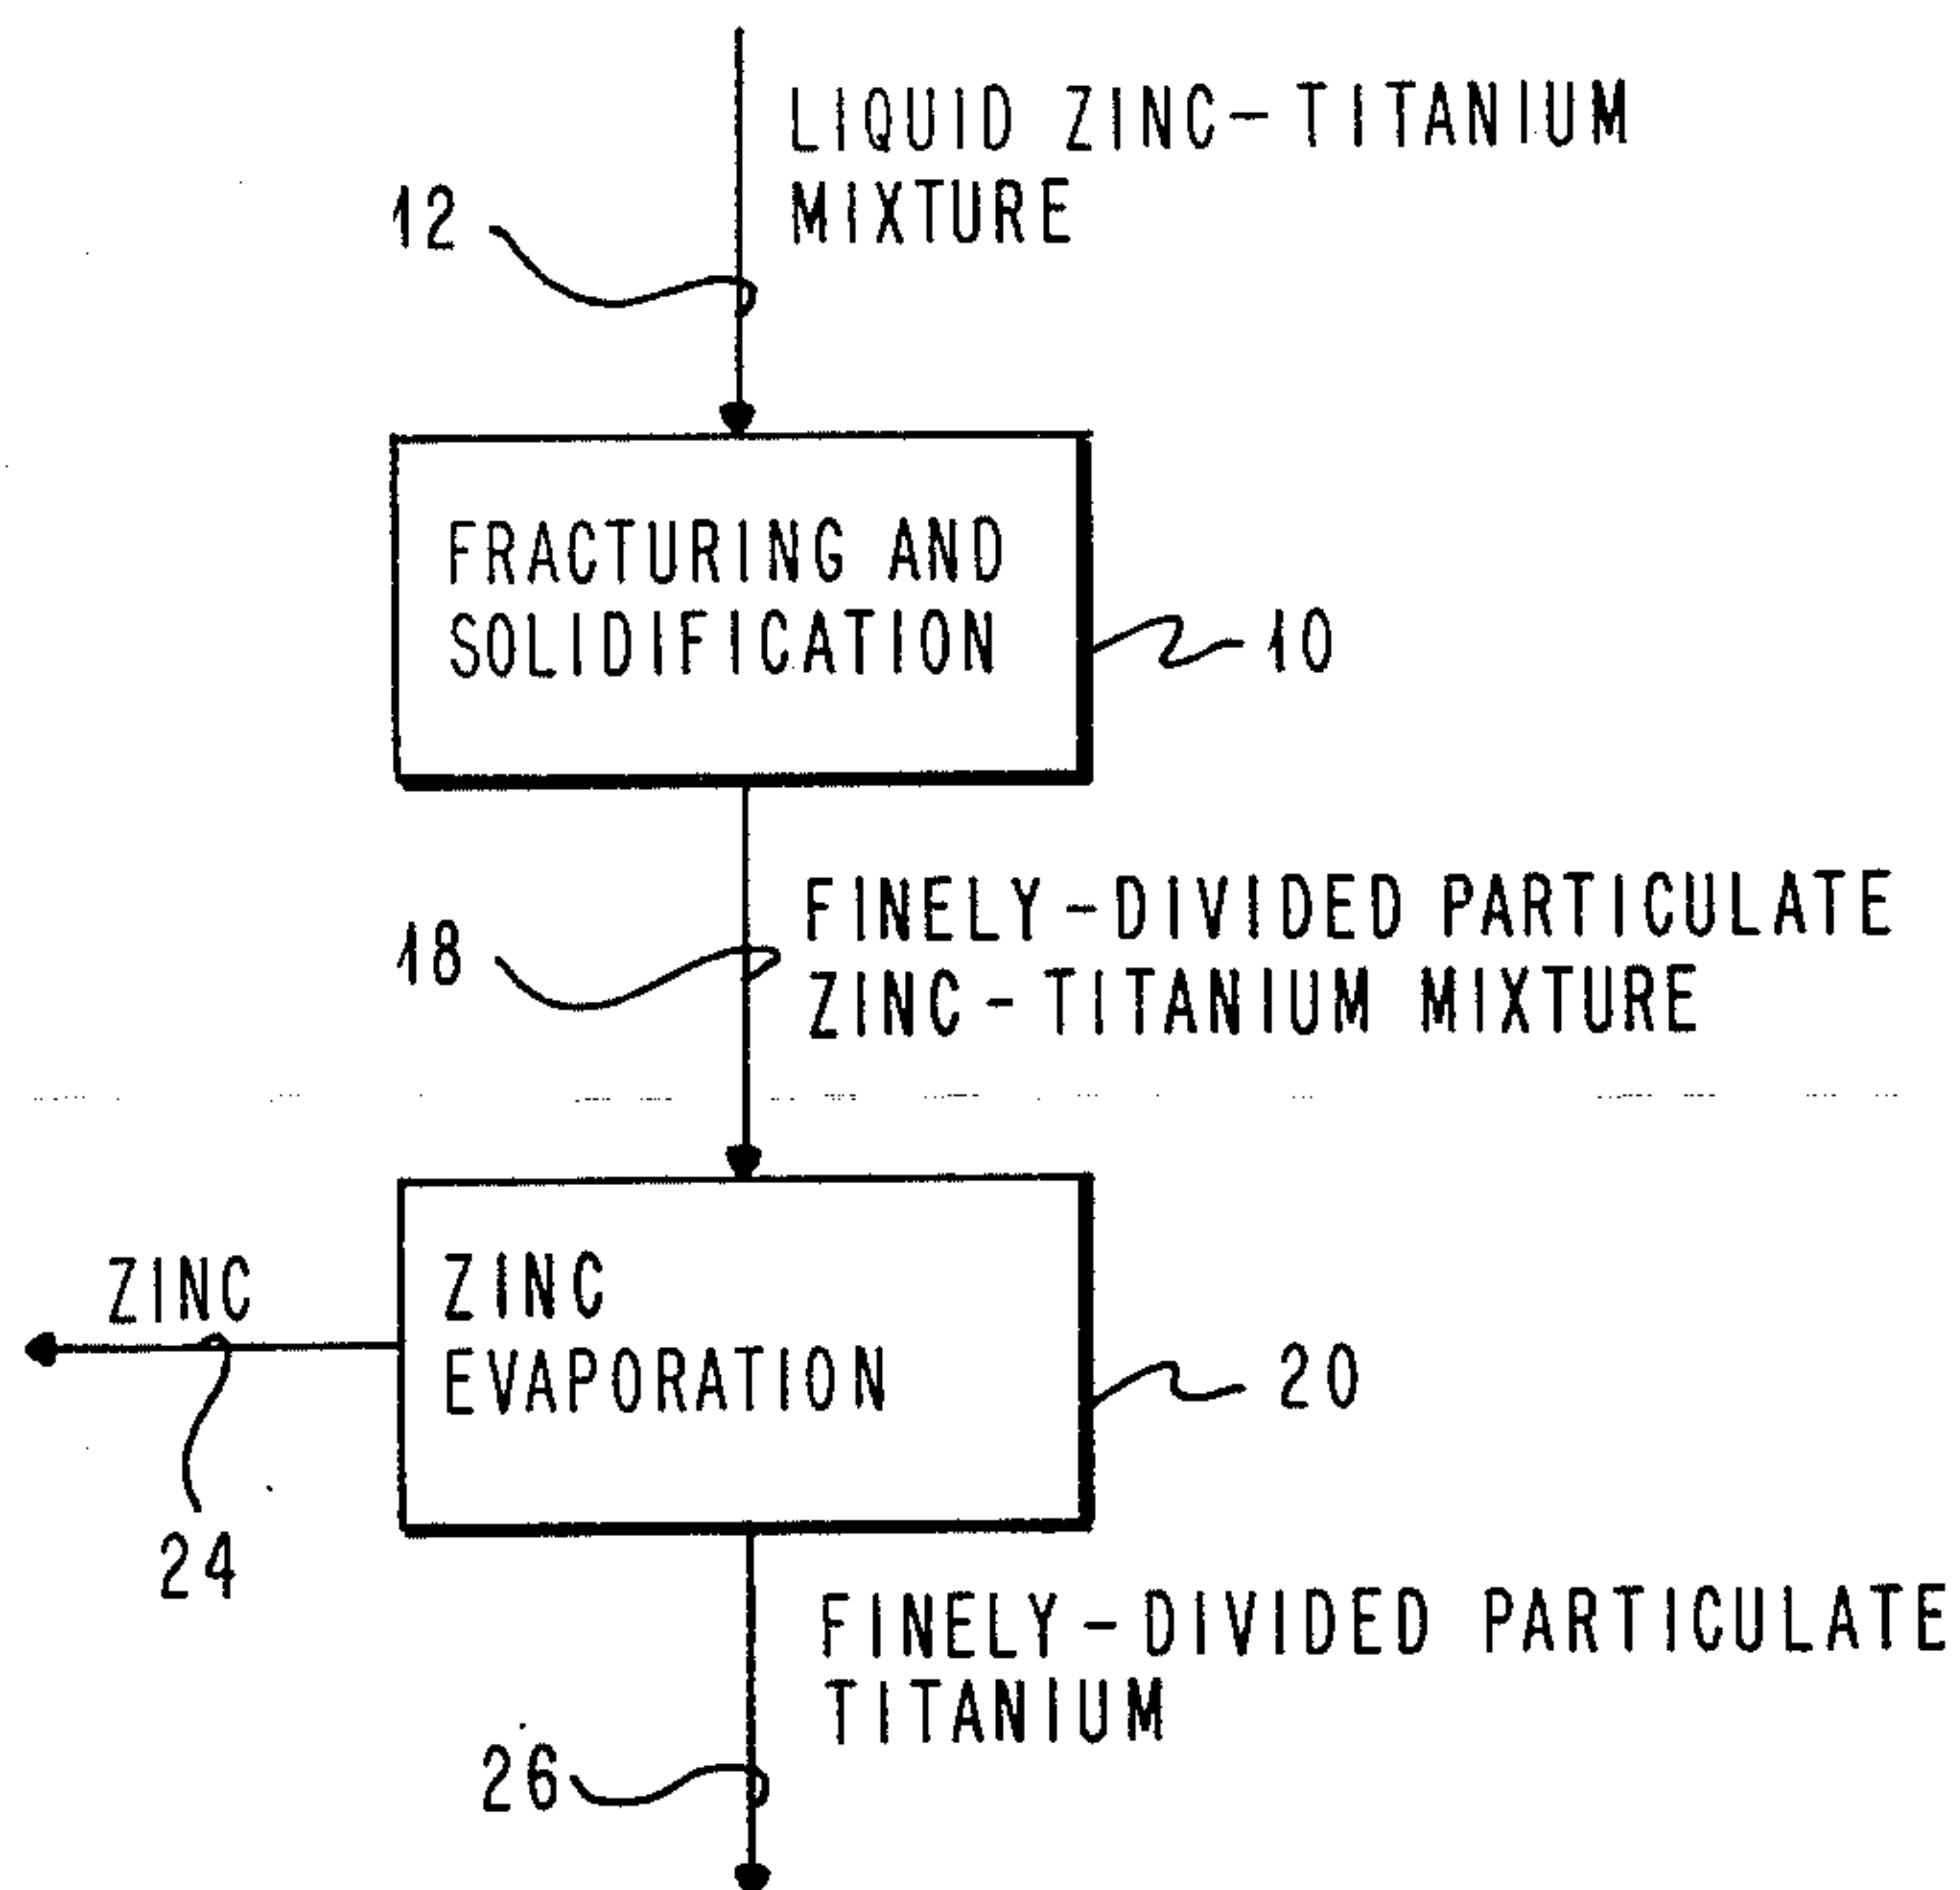 LIQUID ZINC-TITANIUM
MIXTURE
12
FRACTURING AND
SOLIDIFICATION
10
FINELY-DIVIDED PARTICULATE
ZINC-TITANIUM MIXTURE
18
ZINC
ZINC
EVAPORATION
20
24
FINELY-DIVIDED PARTICULATE
TITANIUM
26